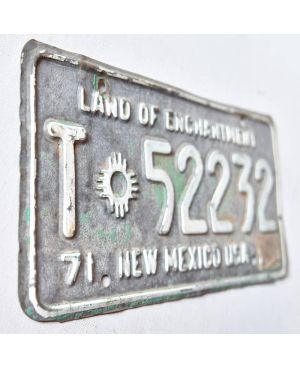 LAND OF ENCHANTMENT
T 52232
71. NEW MEXICO USA.